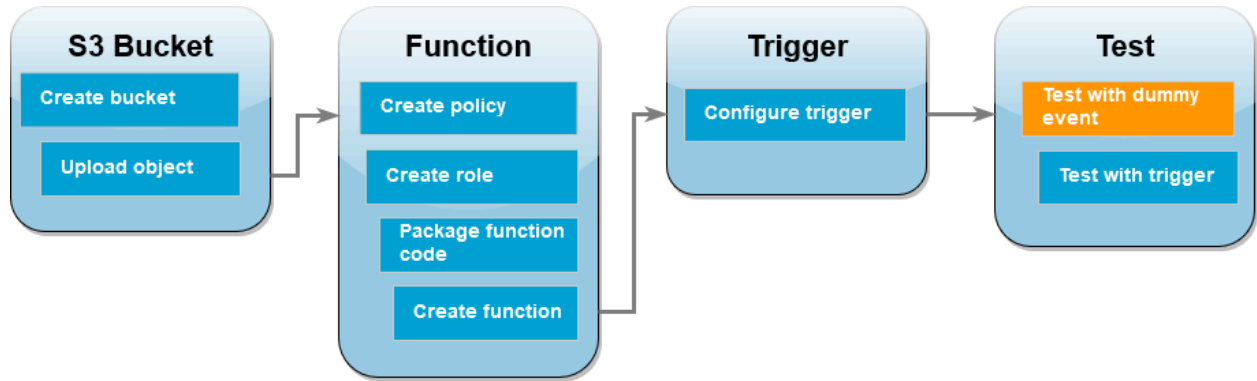 S3 Bucket
Create bucket
Upload object
Function
Create policy
Create role
Package function
code
Create function
Trigger
Configure trigger
Test
Test with dummy
event
Test with trigger